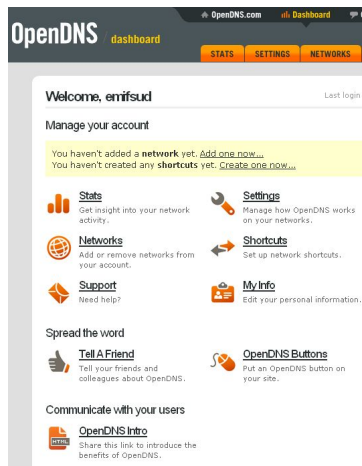 OpenDNS.com Dashboard
OpenDNS / dashboard
STATS SETTINGS NETWORKS
Welcome, emifsud Last login
Manage your account
You haven't added a network yet. Add one now...
You haven't created any shortcuts yet. Create one now...
Stats
Get insight into your network
activity.
Settings
Manage how OpenDNS works
on your networks.
Networks
Add or remove networks from
your account.
Shortcuts
Set up network shortcuts.
Support
Need help?
My Info
Edit your personal information.
Spread the word
Tell A Friend
Tell your friends and
colleagues about OpenDNS.
OpenDNS Buttons
Put an OpenDNS button on
your site.
Communicate with your users
HTML
OpenDNS Intro
Share this link to introduce the
benefits of OpenDNS.